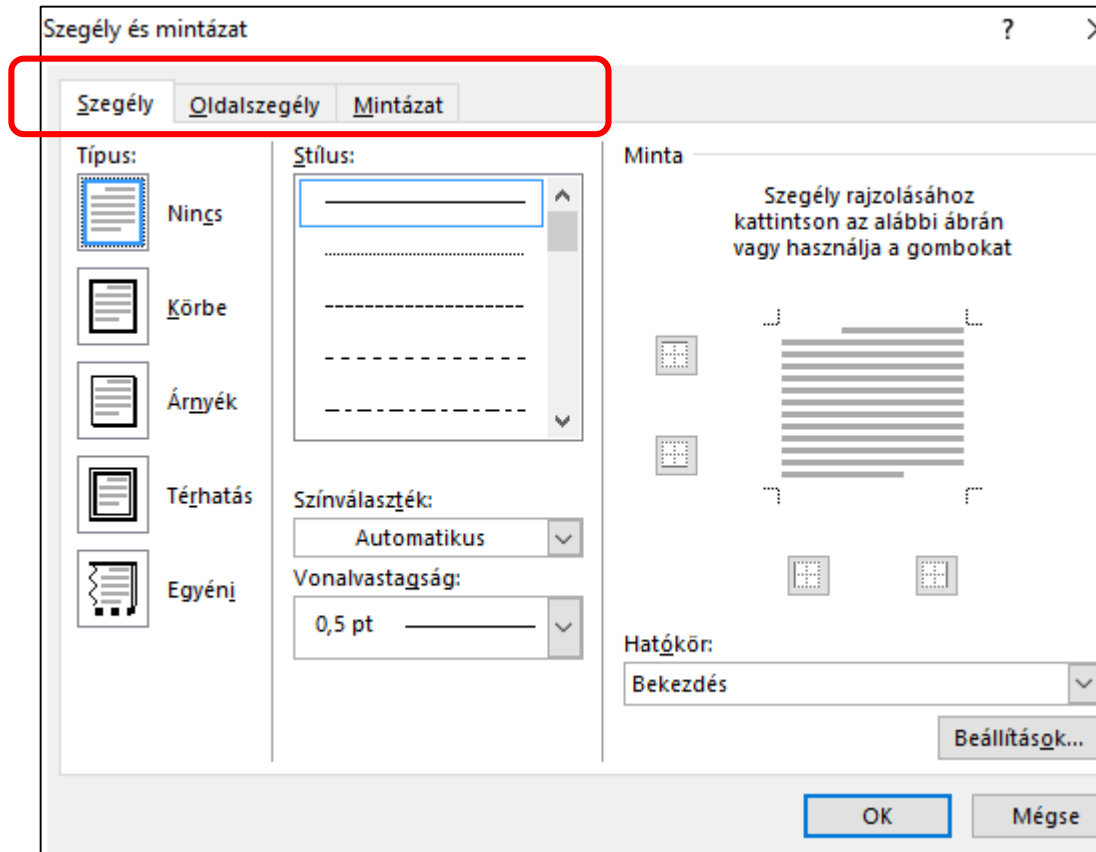 Szegély és mintázat
?
Szegély Oldalszegély Mintázat
Típus:
Nincs
Körbe
Árnyék
Térhatás
Egyéni
Stílus:
Színválaszték:
Automatikus
Vonalvastagság:
0,5 pt
Minta
Szegély rajzolásához
kattintson az alábbi ábrán
vagy használja a gombokat
Hatókör:
Bekezdés
Beállítások...
OK Mégse